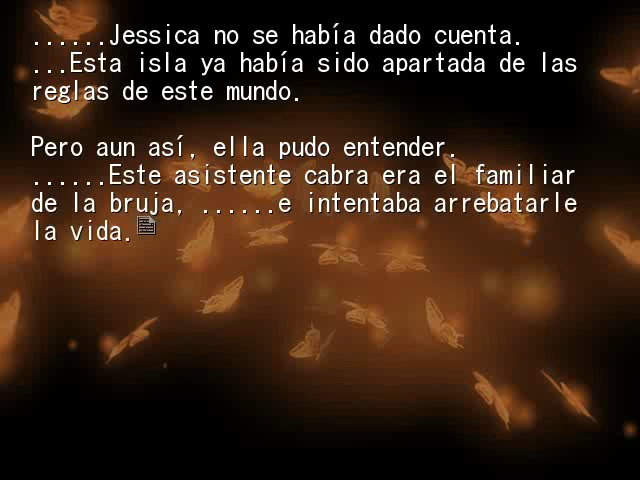 ......Jessica no se había dado cuenta.
...Esta isla ya había sido apartada de las
reglas de este mundo.
Pero aun así, ella pudo entender.
......Este asistente cabra era el familiar
de la bruja, ......e intentaba arrebatarle
la vida.